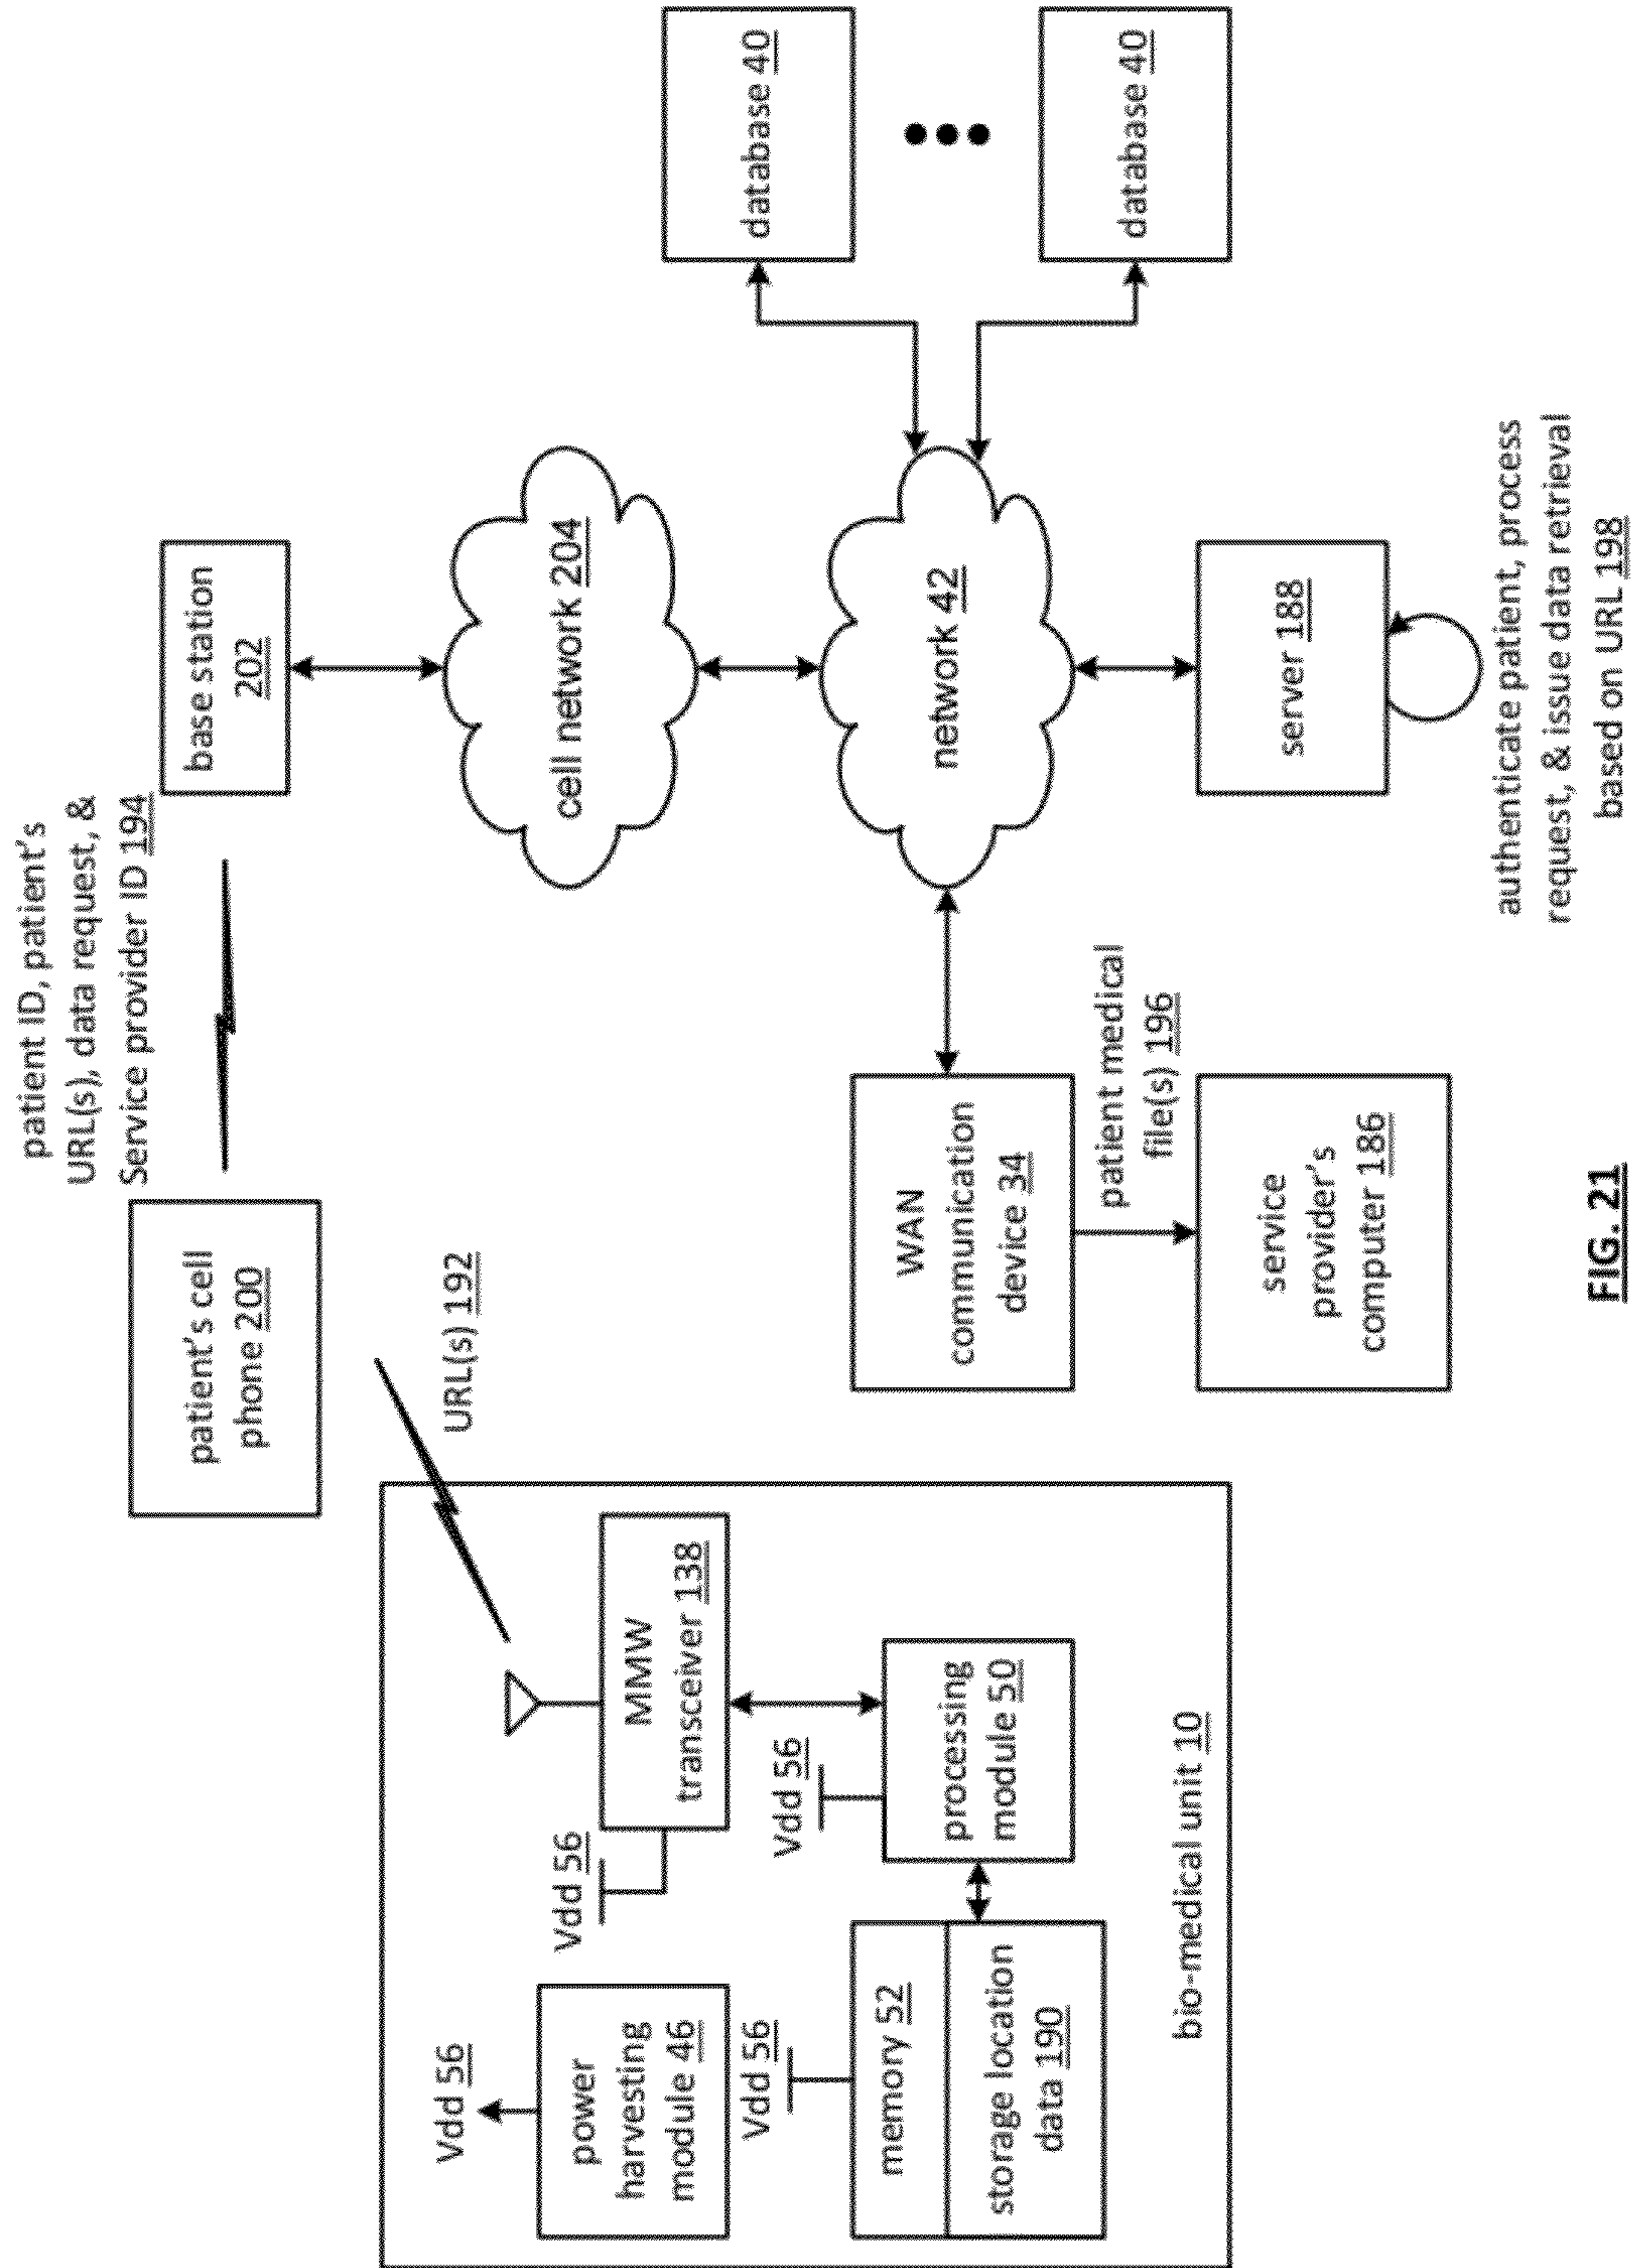 patient ID, patient's
URL(s), data request, &
Service provider ID 194
patient's cell
phone 200
base station
202
URL(s) 192
cell network 204
Vdd 56
power
harvesting
module 46
Vdd 56
MMW
transceiver 138
Vdd 56
memory 52
storage location
data 190
Vdd 56
processing
module 50
bio-medical unit 10
WAN
communication
device 34
network 42
database 40
database 40
patient medical
file(s) 196
service
provider's
computer 186
server 188
authenticate patient, process
request, & issue data retrieval
based on URL 198
FIG. 21